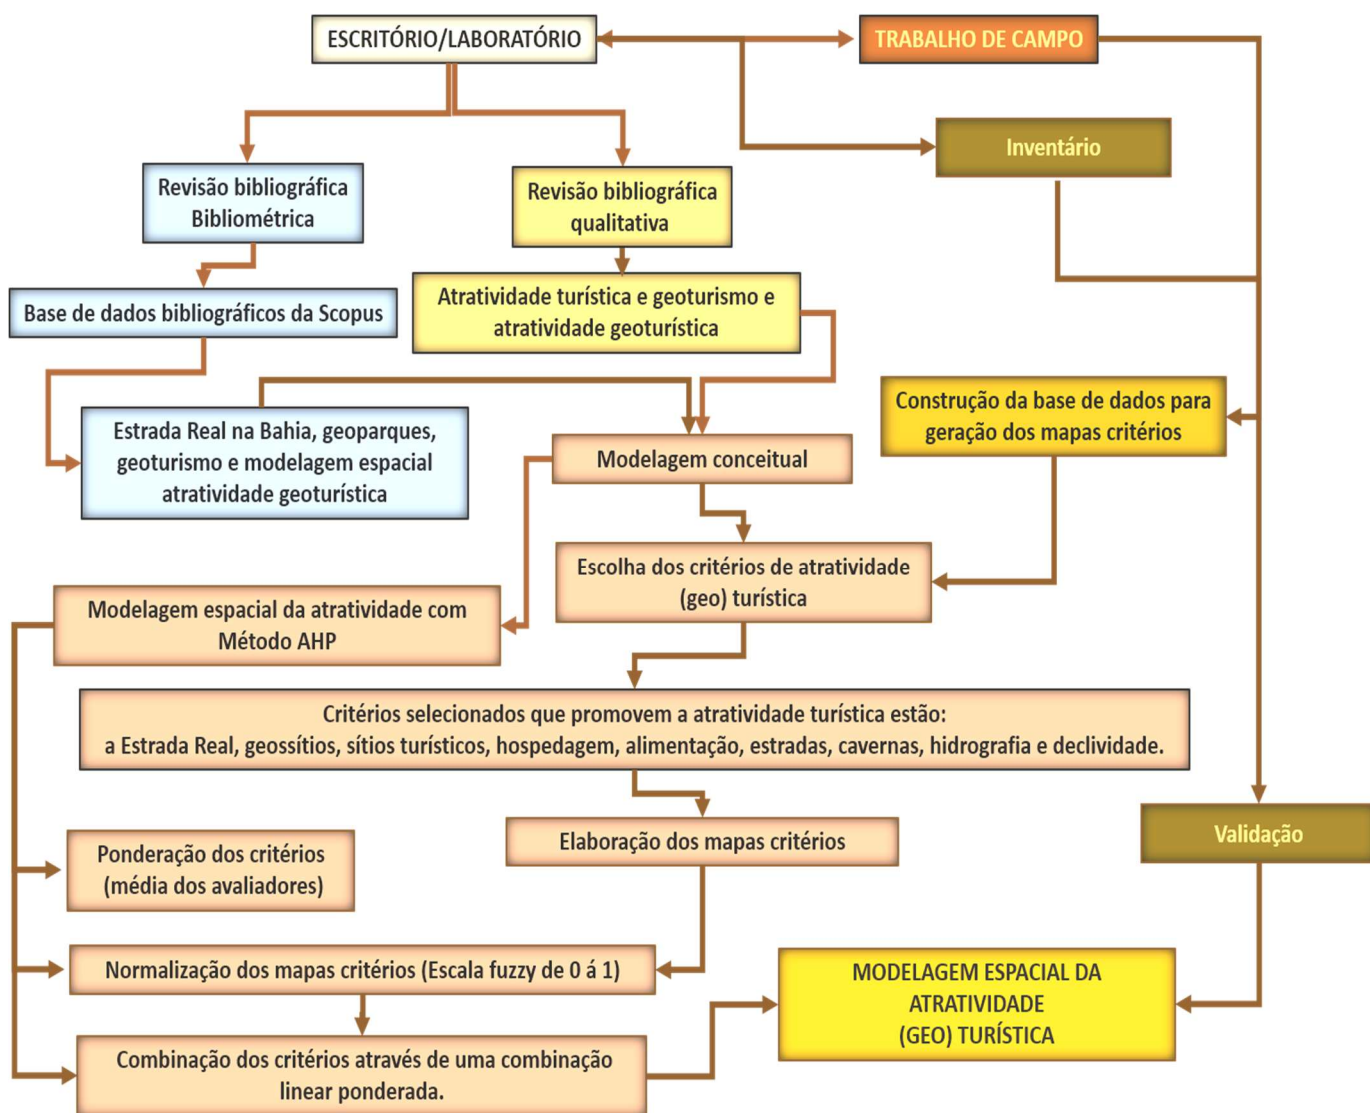 ESCRITÓRIO/LABORATÓRIO
TRABALHO DE CAMPO
Inventário
Revisão bibliográfica
Bibliométrica
Revisão bibliográfica
qualitativa
Base de dados bibliográficos da Scopus
Atratividade turística e geoturismo e
atratividade geoturística
Estrada Real na Bahia, geoparques,
geoturismo e modelagem espacial
atratividade geoturística
Construção da base de dados para
geração dos mapas critérios
Modelagem conceitual
Escolha dos critérios de atratividade
(geo) turística
Modelagem espacial da atratividade com
Método AHP
Critérios selecionados que promovem a atratividade turística estão:
a Estrada Real, geossítios, sítios turísticos, hospedagem, alimentação, estradas, cavernas, hidrografia e declividade.
Elaboração dos mapas critérios
Validação
Ponderação dos critérios
(média dos avaliadores)
Normalização dos mapas critérios (Escala fuzzy de 0 á 1)
MODELAGEM ESPACIAL DA
ATRATIVIDADE
(GEO) TURÍSTICA
Combinação dos critérios através de uma combinação
linear ponderada.